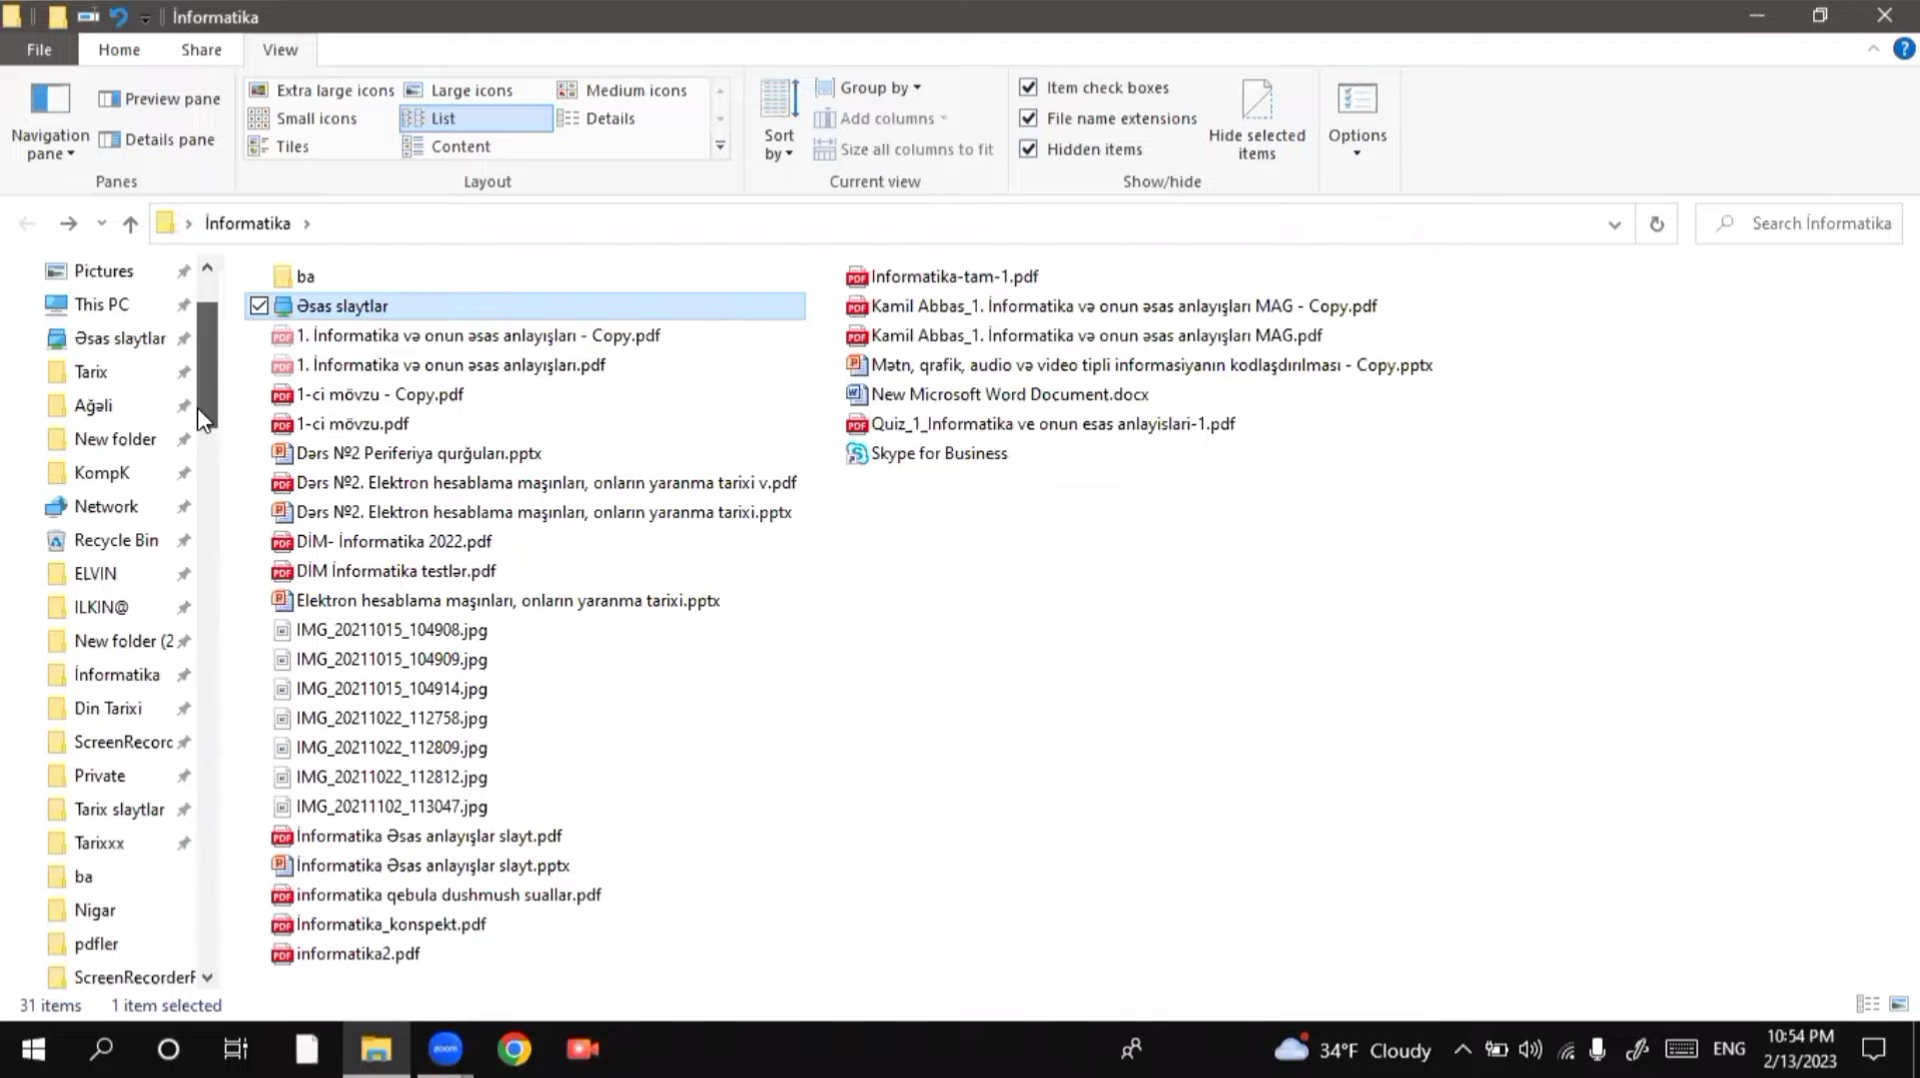 İnformatika
File Home Share View
Navigation pane
Preview pane
Details pane
Panes
Extra large icons Large icons Medium icons
Small icons List Details
Tiles Content
Layout
Sort by
Group by
Add columns
Size all columns to fit
Current view
Item check boxes
File name extensions
Hidden items
Hide selected items
Show/hide
Options
İnformatika
Search İnformatika
Pictures
This PC
Əsas slaytlar
Tarix
Ağəli
New folder
KompK
Network
Recycle Bin
ELVIN
ILKIN@
New folder (2
İnformatika
Din Tarixi
ScreenRecorc
Private
Tarix slaytlar
Tarixxx
ba
Nigar
pdfler
ScreenRecorderF
ba
Əsas slaytlar
1. İnformatika və onun əsas anlayışları - Copy.pdf
1. İnformatika və onun əsas anlayışları.pdf
1-ci mövzu - Copy.pdf
1-ci mövzu.pdf
Dərs №2 Periferiya qurğuları.pptx
Dərs №2. Elektron hesablama maşınları, onların yaranma tarixi v.pdf
Dərs №2. Elektron hesablama maşınları, onların yaranma tarixi.pptx
DİM- İnformatika 2022.pdf
DİM İnformatika testlər.pdf
Elektron hesablama maşınları, onların yaranma tarixi.pptx
IMG_20211015_104908.jpg
IMG_20211015_104909.jpg
IMG_20211015_104914.jpg
IMG_20211022_112758.jpg
IMG_20211022_112809.jpg
IMG_20211022_112812.jpg
IMG_20211102_113047.jpg
İnformatika Əsas anlayışlar slayt.pdf
İnformatika Əsas anlayışlar slayt.pptx
informatika qebula dushmush suallar.pdf
İnformatika_konspekt.pdf
informatika2.pdf
Informatika-tam-1.pdf
Kamil Abbas_1. İnformatika və onun əsas anlayışları MAG - Copy.pdf
Kamil Abbas_1. İnformatika və onun əsas anlayışları MAG.pdf
Mətn, qrafik, audio və video tipli informasiyanın kodlaşdırılması - Copy.pptx
New Microsoft Word Document.docx
Quiz_1_Informatika ve onun esas anlayislari-1.pdf
Skype for Business
31 items 1 item selected
zoom
34°F Cloudy
ENG
10:54 PM
2/13/2023